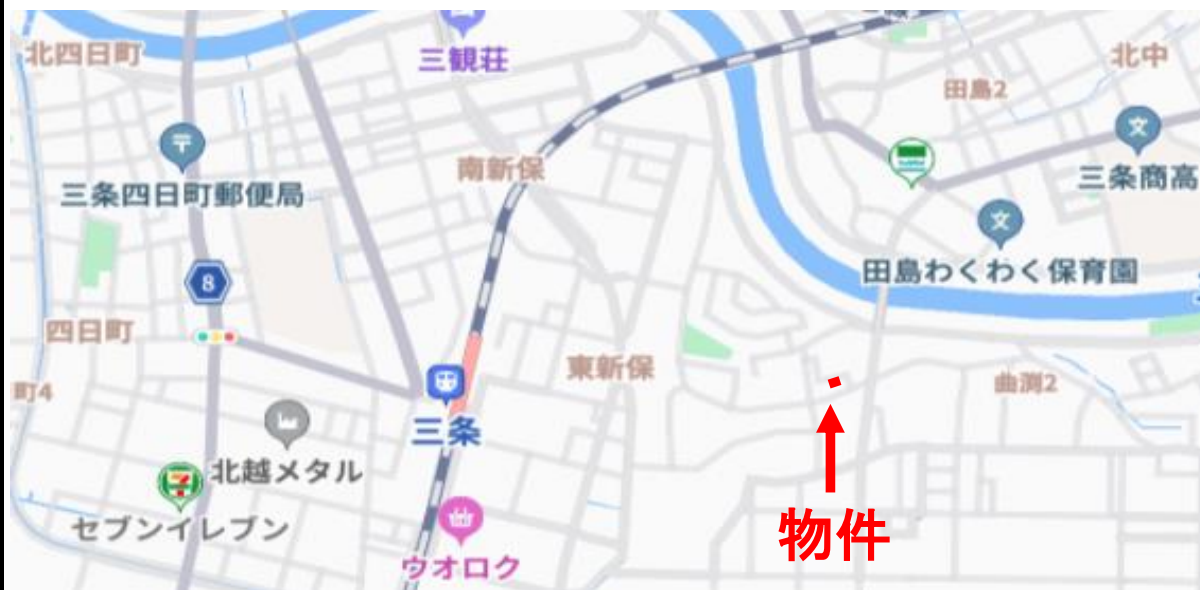 北四日町
三観荘
北中
田島2
三条商高
三条四日町郵便局
南新保
田島わくわく保育園
8
四日町
町4
東新保
曲渕2
三条
北越メタル
セブンイレブン
ウオロク
物件
文
文